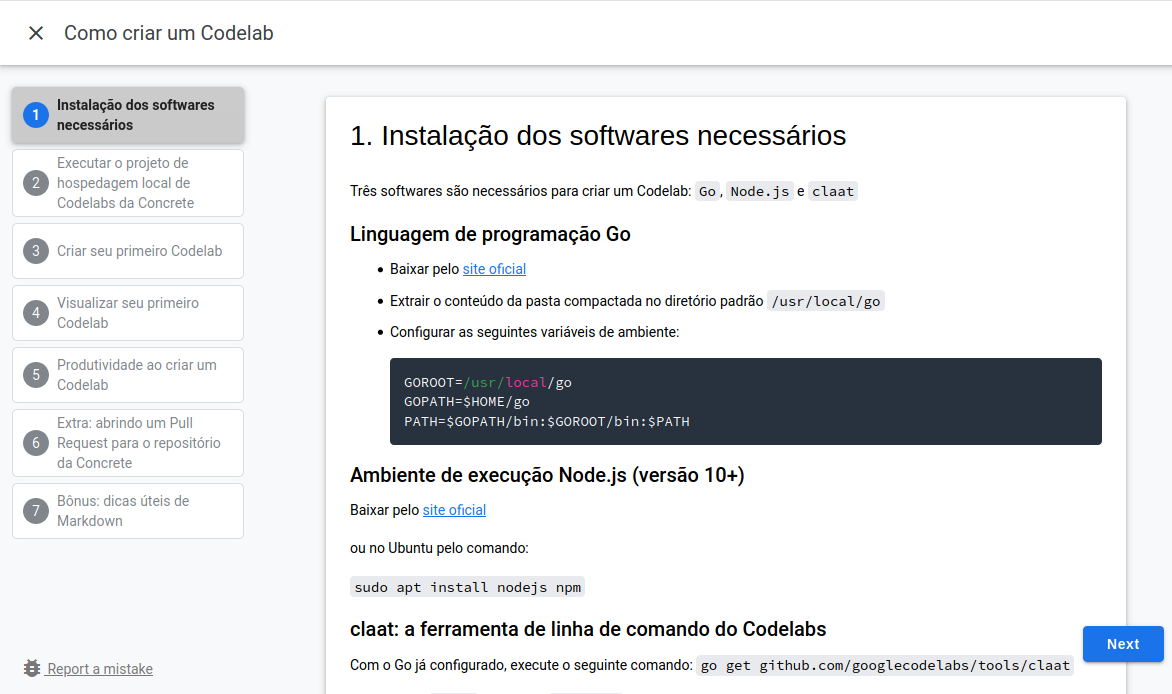 Como criar um Codelab
1
Instalação dos softwares
necessários
2
Executar o projeto de
hospedagem local de
Codelabs da Concrete
3
Criar seu primeiro Codelab
4
Visualizar seu primeiro
Codelab
5
Produtividade ao criar um
Codelab
6
Extra: abrindo um Pull
Request para o repositório
da Concrete
7
Bônus: dicas úteis de
Markdown
Report a mistake
1. Instalação dos softwares necessários
Três softwares são necessários para criar um Codelab: Go, Node.js e claat
Linguagem de programação Go
• Baixar pelo site oficial
• Extrair o conteúdo da pasta compactada no diretório padrão /usr/local/go
• Configurar as seguintes variáveis de ambiente:
GOROOT=/usr/local/go
GOPATH=$HOME/go
PATH=$GOPATH/bin:$GOROOT/bin:$PATH
Ambiente de execução Node.js (versão 10+)
Baixar pelo site oficial
ou no Ubuntu pelo comando:
sudo apt install nodejs npm
claat: a ferramenta de linha de comando do Codelabs
Com o Go já configurado, execute o seguinte comando: go get github.com/googlecodelabs/tools/claat
Next